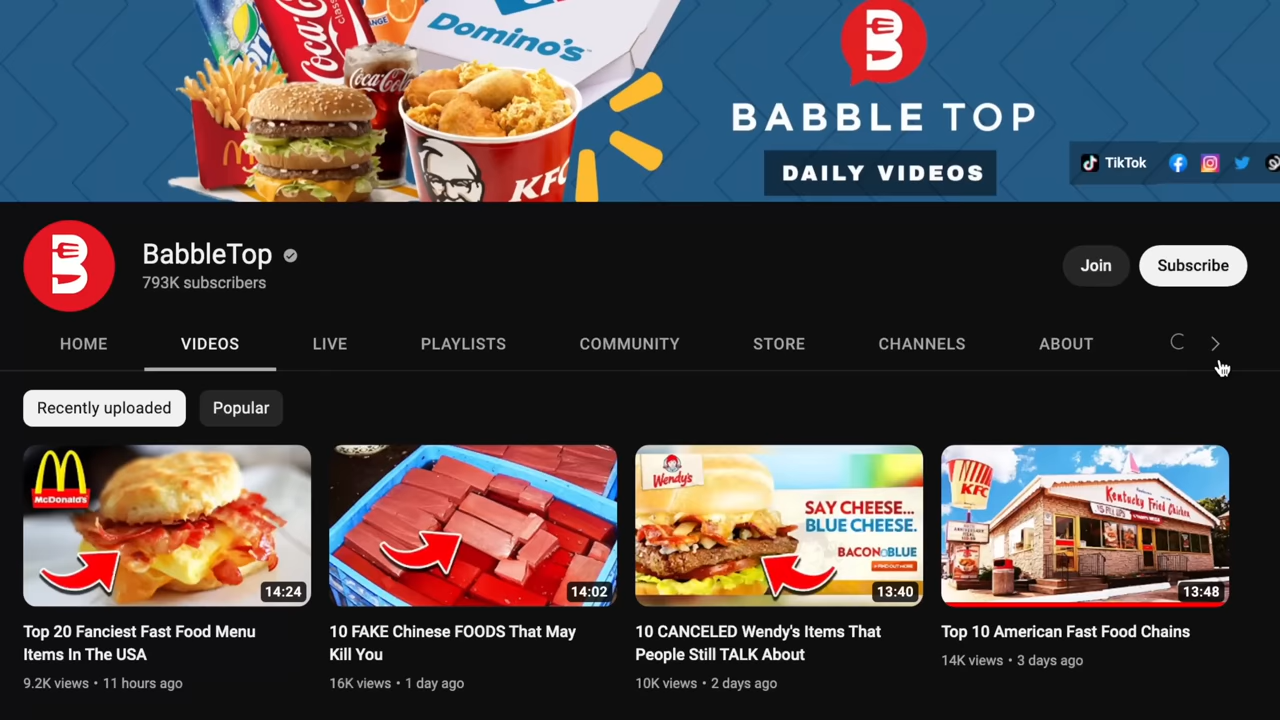 Coca-Cola
Classic
Domino's
Coca-Cola
KFC
BABBLE TOP
DAILY VIDEOS
TikTok
BabbleTop
793K subscribers
Join
Subscribe
HOME
VIDEOS
LIVE
PLAYLISTS
COMMUNITY
STORE
CHANNELS
ABOUT
Recently uploaded
Popular
McDonald's
14:24
14:02
Wendy's
SAY CHEESE...
BLUE CHEESE.
BACON BLUE
13:40
KFC
Kentucky Fried Chicken
13:48
Top 20 Fanciest Fast Food Menu
Items In The USA
9.2K views • 11 hours ago
10 FAKE Chinese FOODS That May
Kill You
16K views • 1 day ago
10 CANCELED Wendy's Items That
People Still TALK About
10K views • 2 days ago
Top 10 American Fast Food Chains
14K views • 3 days ago